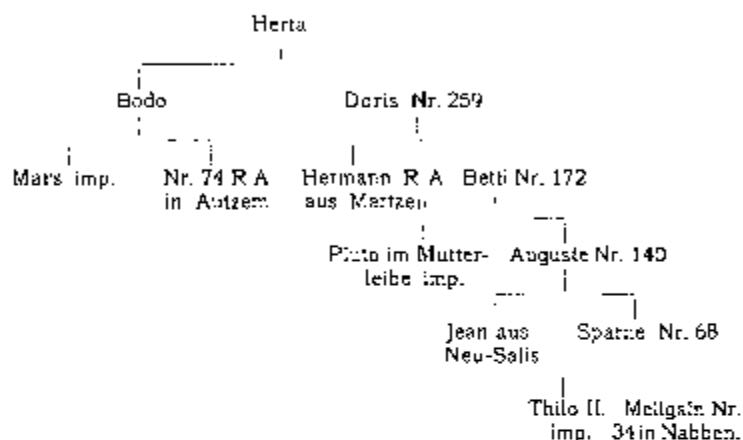 Herta
Bodo Doris Nr. 259
Mars imp. Nr. 74 R A Hermann R A Betti Nr. 172
in Autzem aus Mertzen
Pluto im Mutter- Auguste Nr. 140
leibe imp.
Jean aus Nr. 68
Neu-Salis
Thilo II. Nr.
imp. 34 in Nabben.